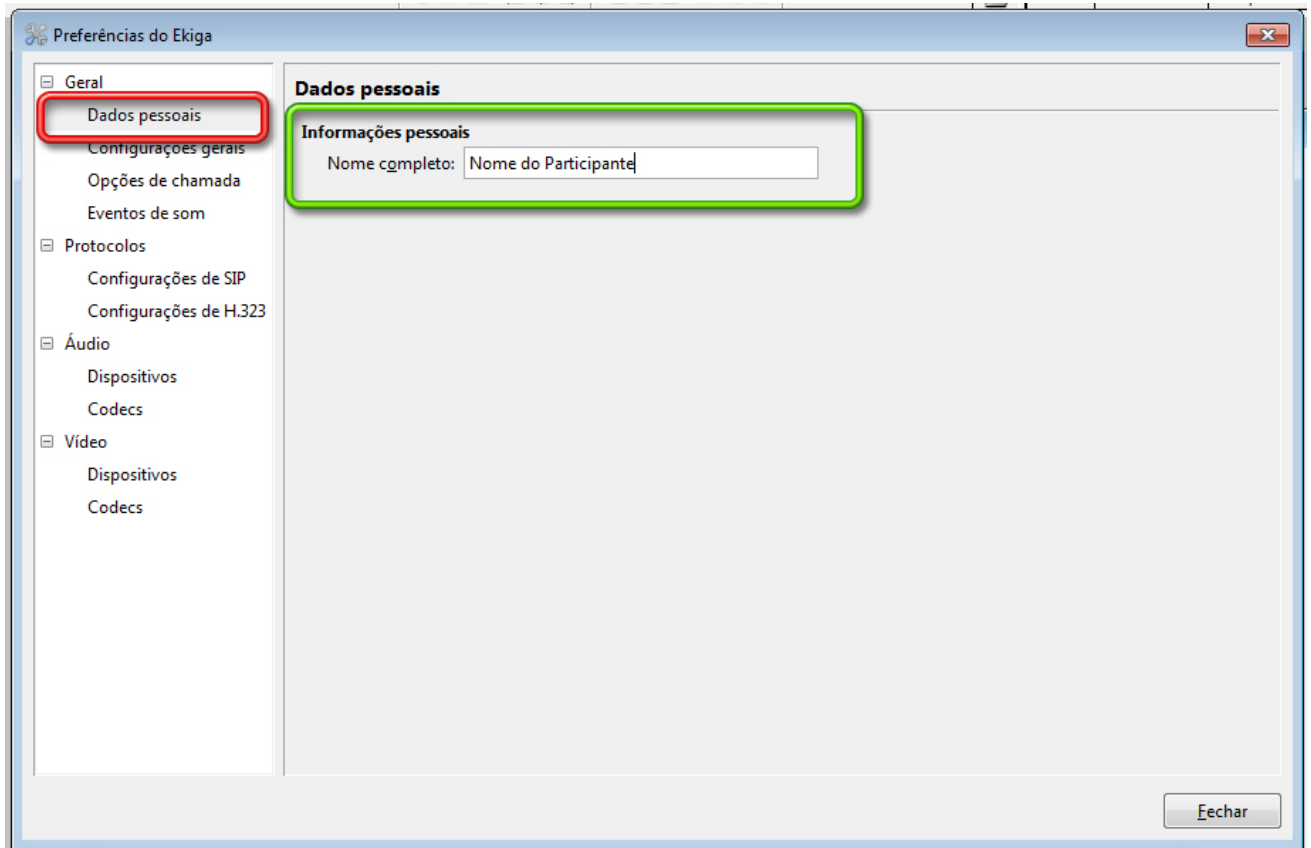 Preferências do Ekiga
Geral
Dados pessoais
Configurações gerais
Opções de chamada
Eventos de som
Protocolos
Configurações de SIP
Configurações de H.323
Áudio
Dispositivos
Codecs
Vídeo
Dispositivos
Codecs
Dados pessoais
Informações pessoais
Nome completo: Nome do Participante
Fechar